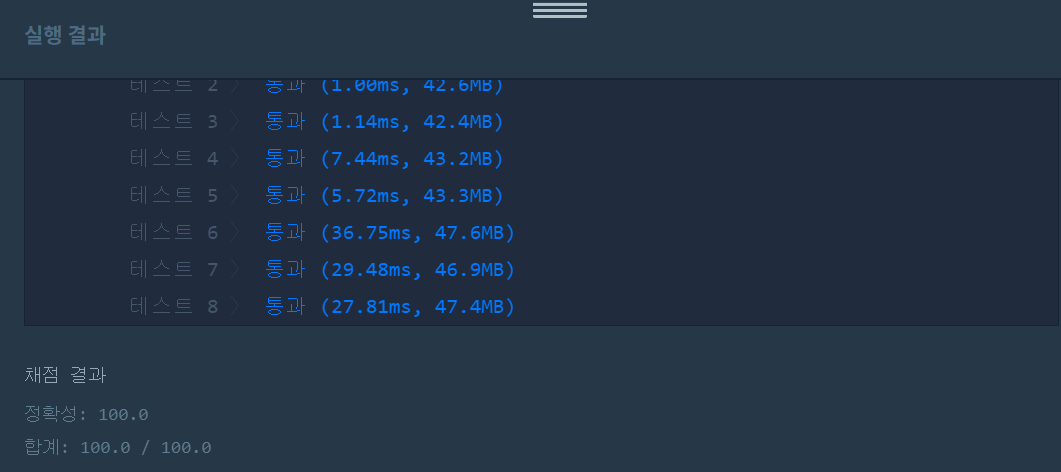 실행 결과
테스트 2 〉 통과 (1.00ms, 42.6MB)
테스트 3 〉 통과 (1.14ms, 42.4MB)
테스트 4 〉 통과 (7.44ms, 43.2MB)
테스트 5 〉 통과 (5.72ms, 43.3MB)
테스트 6 〉 통과 (36.75ms, 47.6MB)
테스트 7 〉 통과 (29.48ms, 46.9MB)
테스트 8 〉 통과 (27.81ms, 47.4MB)
채점 결과
정확성: 100.0
합계: 100.0 / 100.0